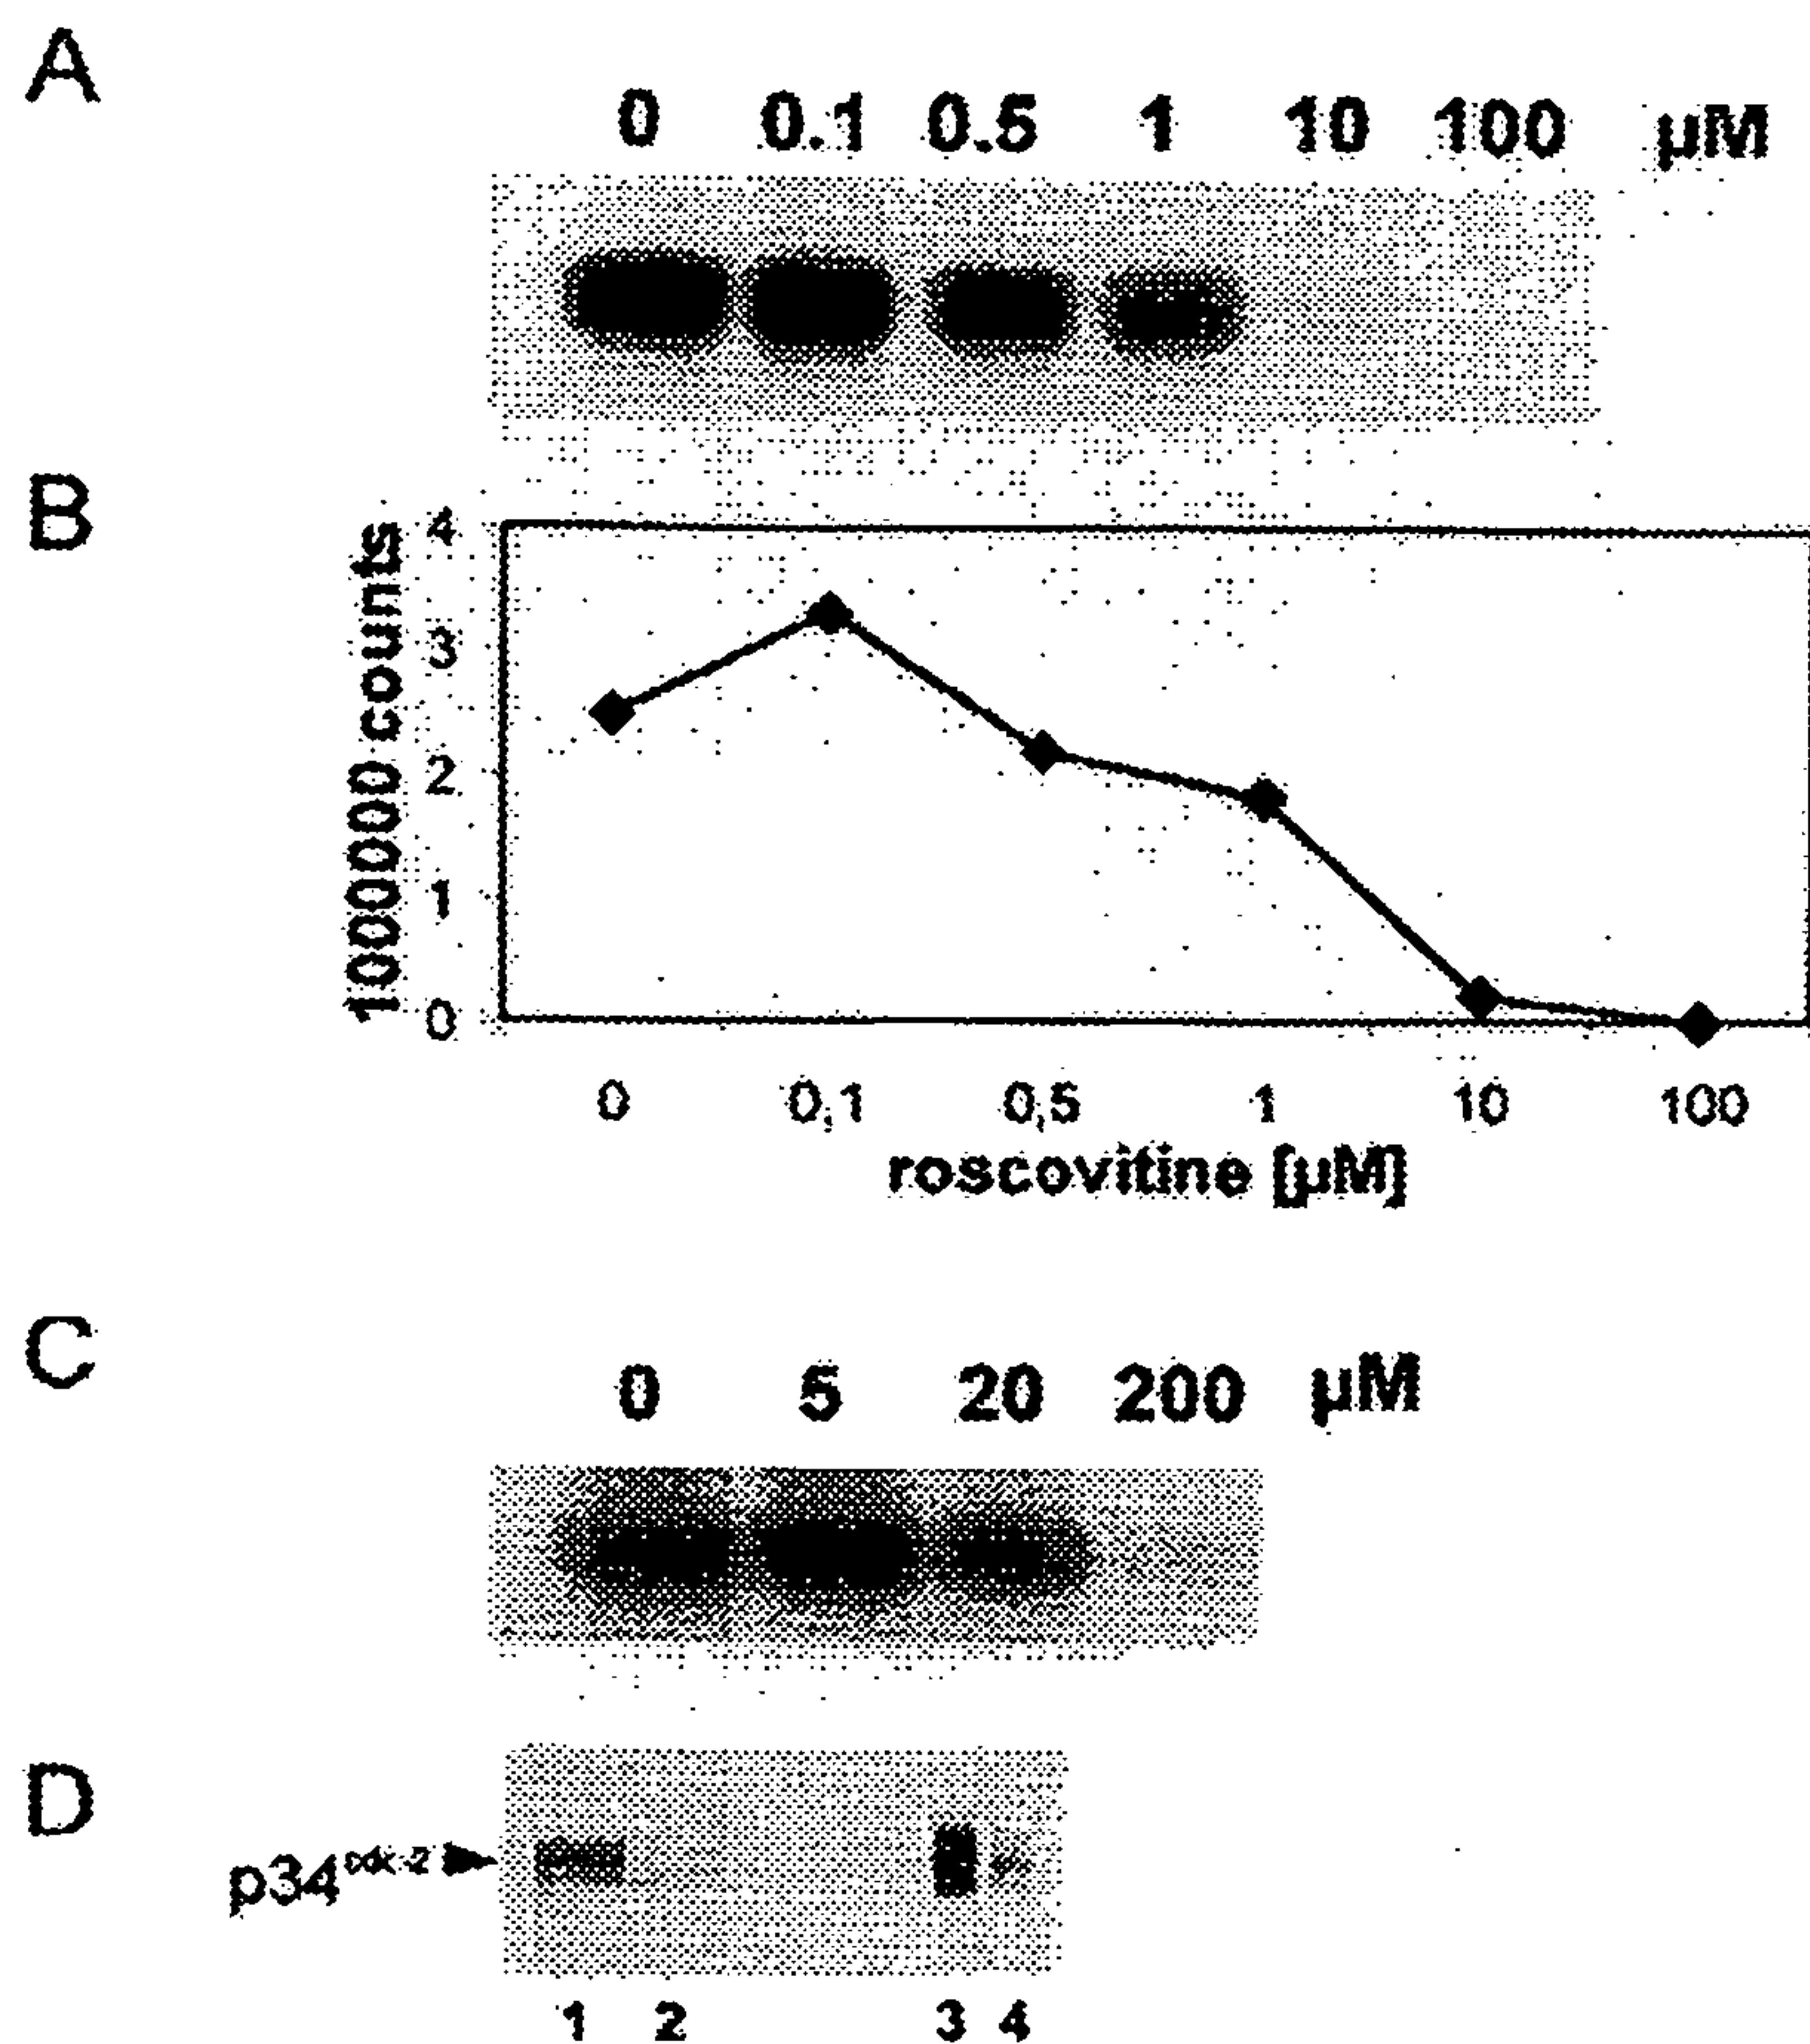 A
0 0.1 0.5 1 10 100 µM
B
1000000 counts
4
3
2
1
0
0 0,1 0,5 1 10 100
roscovitine [µM]
C
0 5 20 200 µM
D
p34cdc2
1 2 3 4